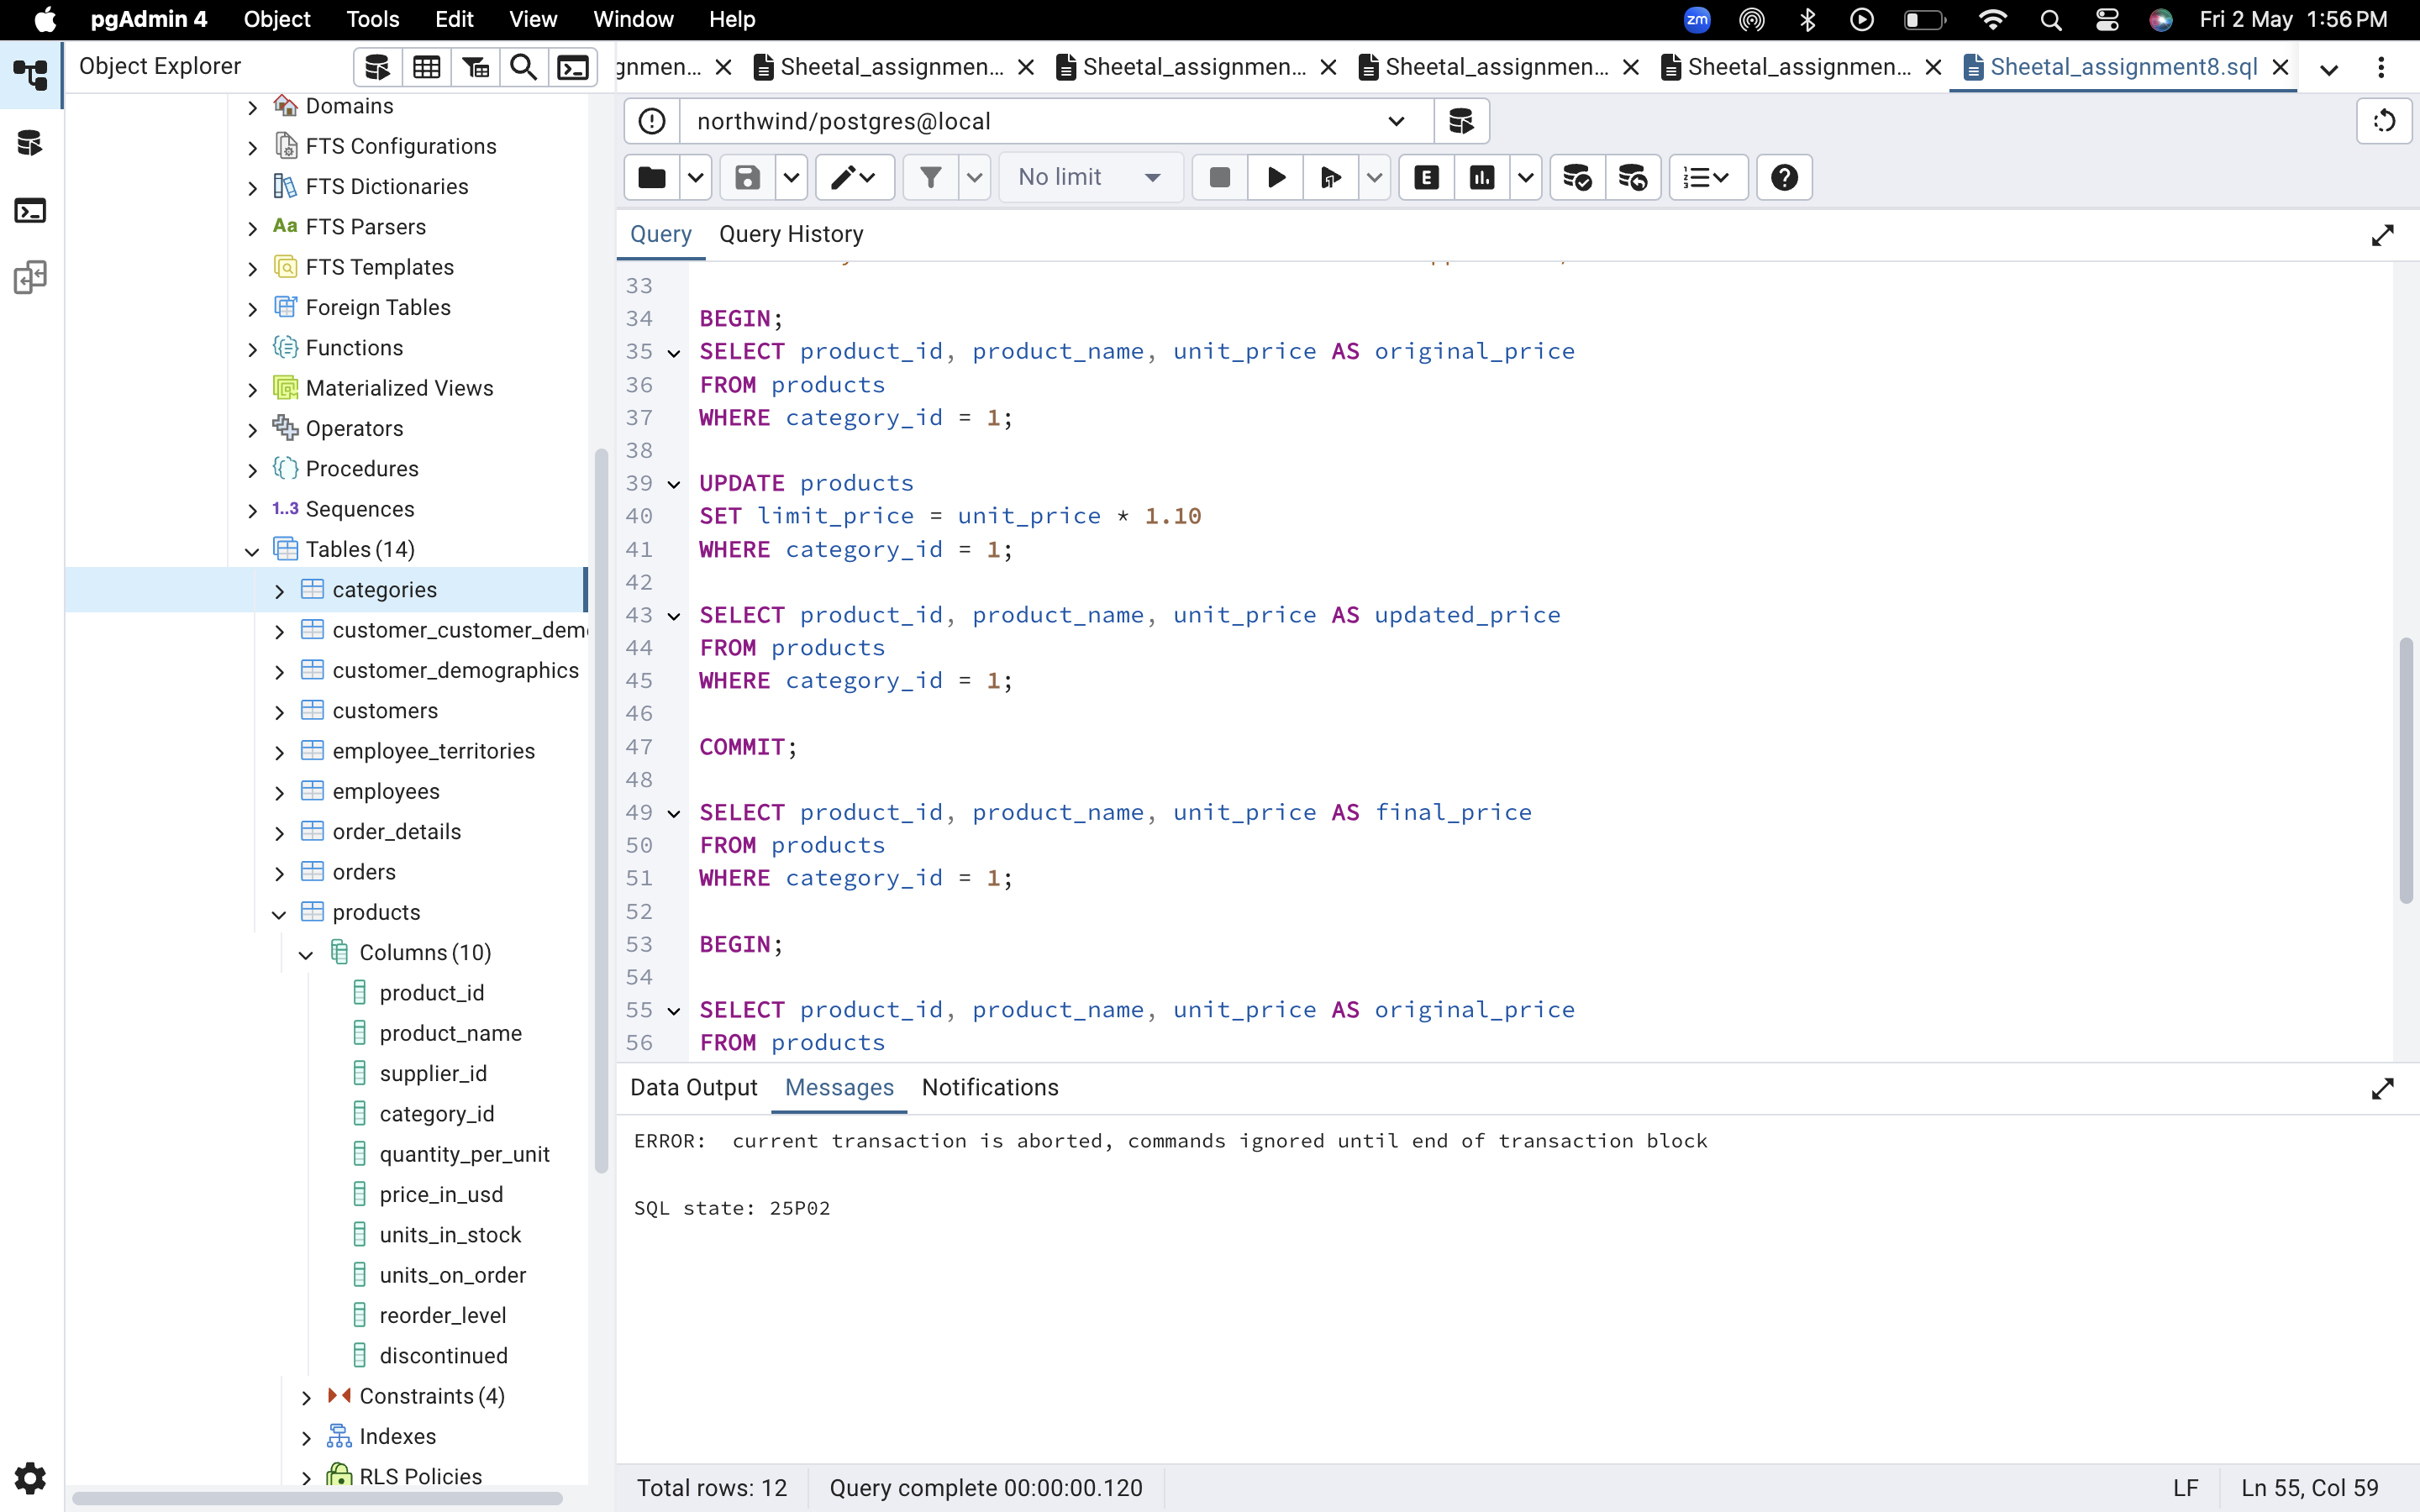 pgAdmin 4 Object Tools Edit View Window Help zm Fri 2 May 1:56 PM
Object Explorer
gnmen... Sheetal_assignmen... Sheetal_assignmen... Sheetal_assignmen... Sheetal_assignmen... Sheetal_assignment8.sql
northwind/postgres@local
No limit
E
Query Query History
Domains
FTS Configurations
FTS Dictionaries
Aa FTS Parsers
FTS Templates
Foreign Tables
Functions
Materialized Views
Operators
Procedures
1..3 Sequences
Tables (14)
categories
customer_customer_dem
customer_demographics
customers
employee_territories
employees
order_details
orders
products
Columns (10)
product_id
product_name
supplier_id
category_id
quantity_per_unit
price_in_usd
units_in_stock
units_on_order
reorder_level
discontinued
Constraints (4)
Indexes
RLS Policies
33
34 BEGIN;
35 SELECT product_id, product_name, unit_price AS original_price
36 FROM products
37 WHERE category_id = 1;
38
39 UPDATE products
40 SET limit_price = unit_price * 1.10
41 WHERE category_id = 1;
42
43 SELECT product_id, product_name, unit_price AS updated_price
44 FROM products
45 WHERE category_id = 1;
46
47 COMMIT;
48
49 SELECT product_id, product_name, unit_price AS final_price
50 FROM products
51 WHERE category_id = 1;
52
53 BEGIN;
54
55 SELECT product_id, product_name, unit_price AS original_price
56 FROM products
Data Output Messages Notifications
ERROR: current transaction is aborted, commands ignored until end of transaction block
SQL state: 25P02
Total rows: 12 Query complete 00:00:00.120 LF Ln 55, Col 59